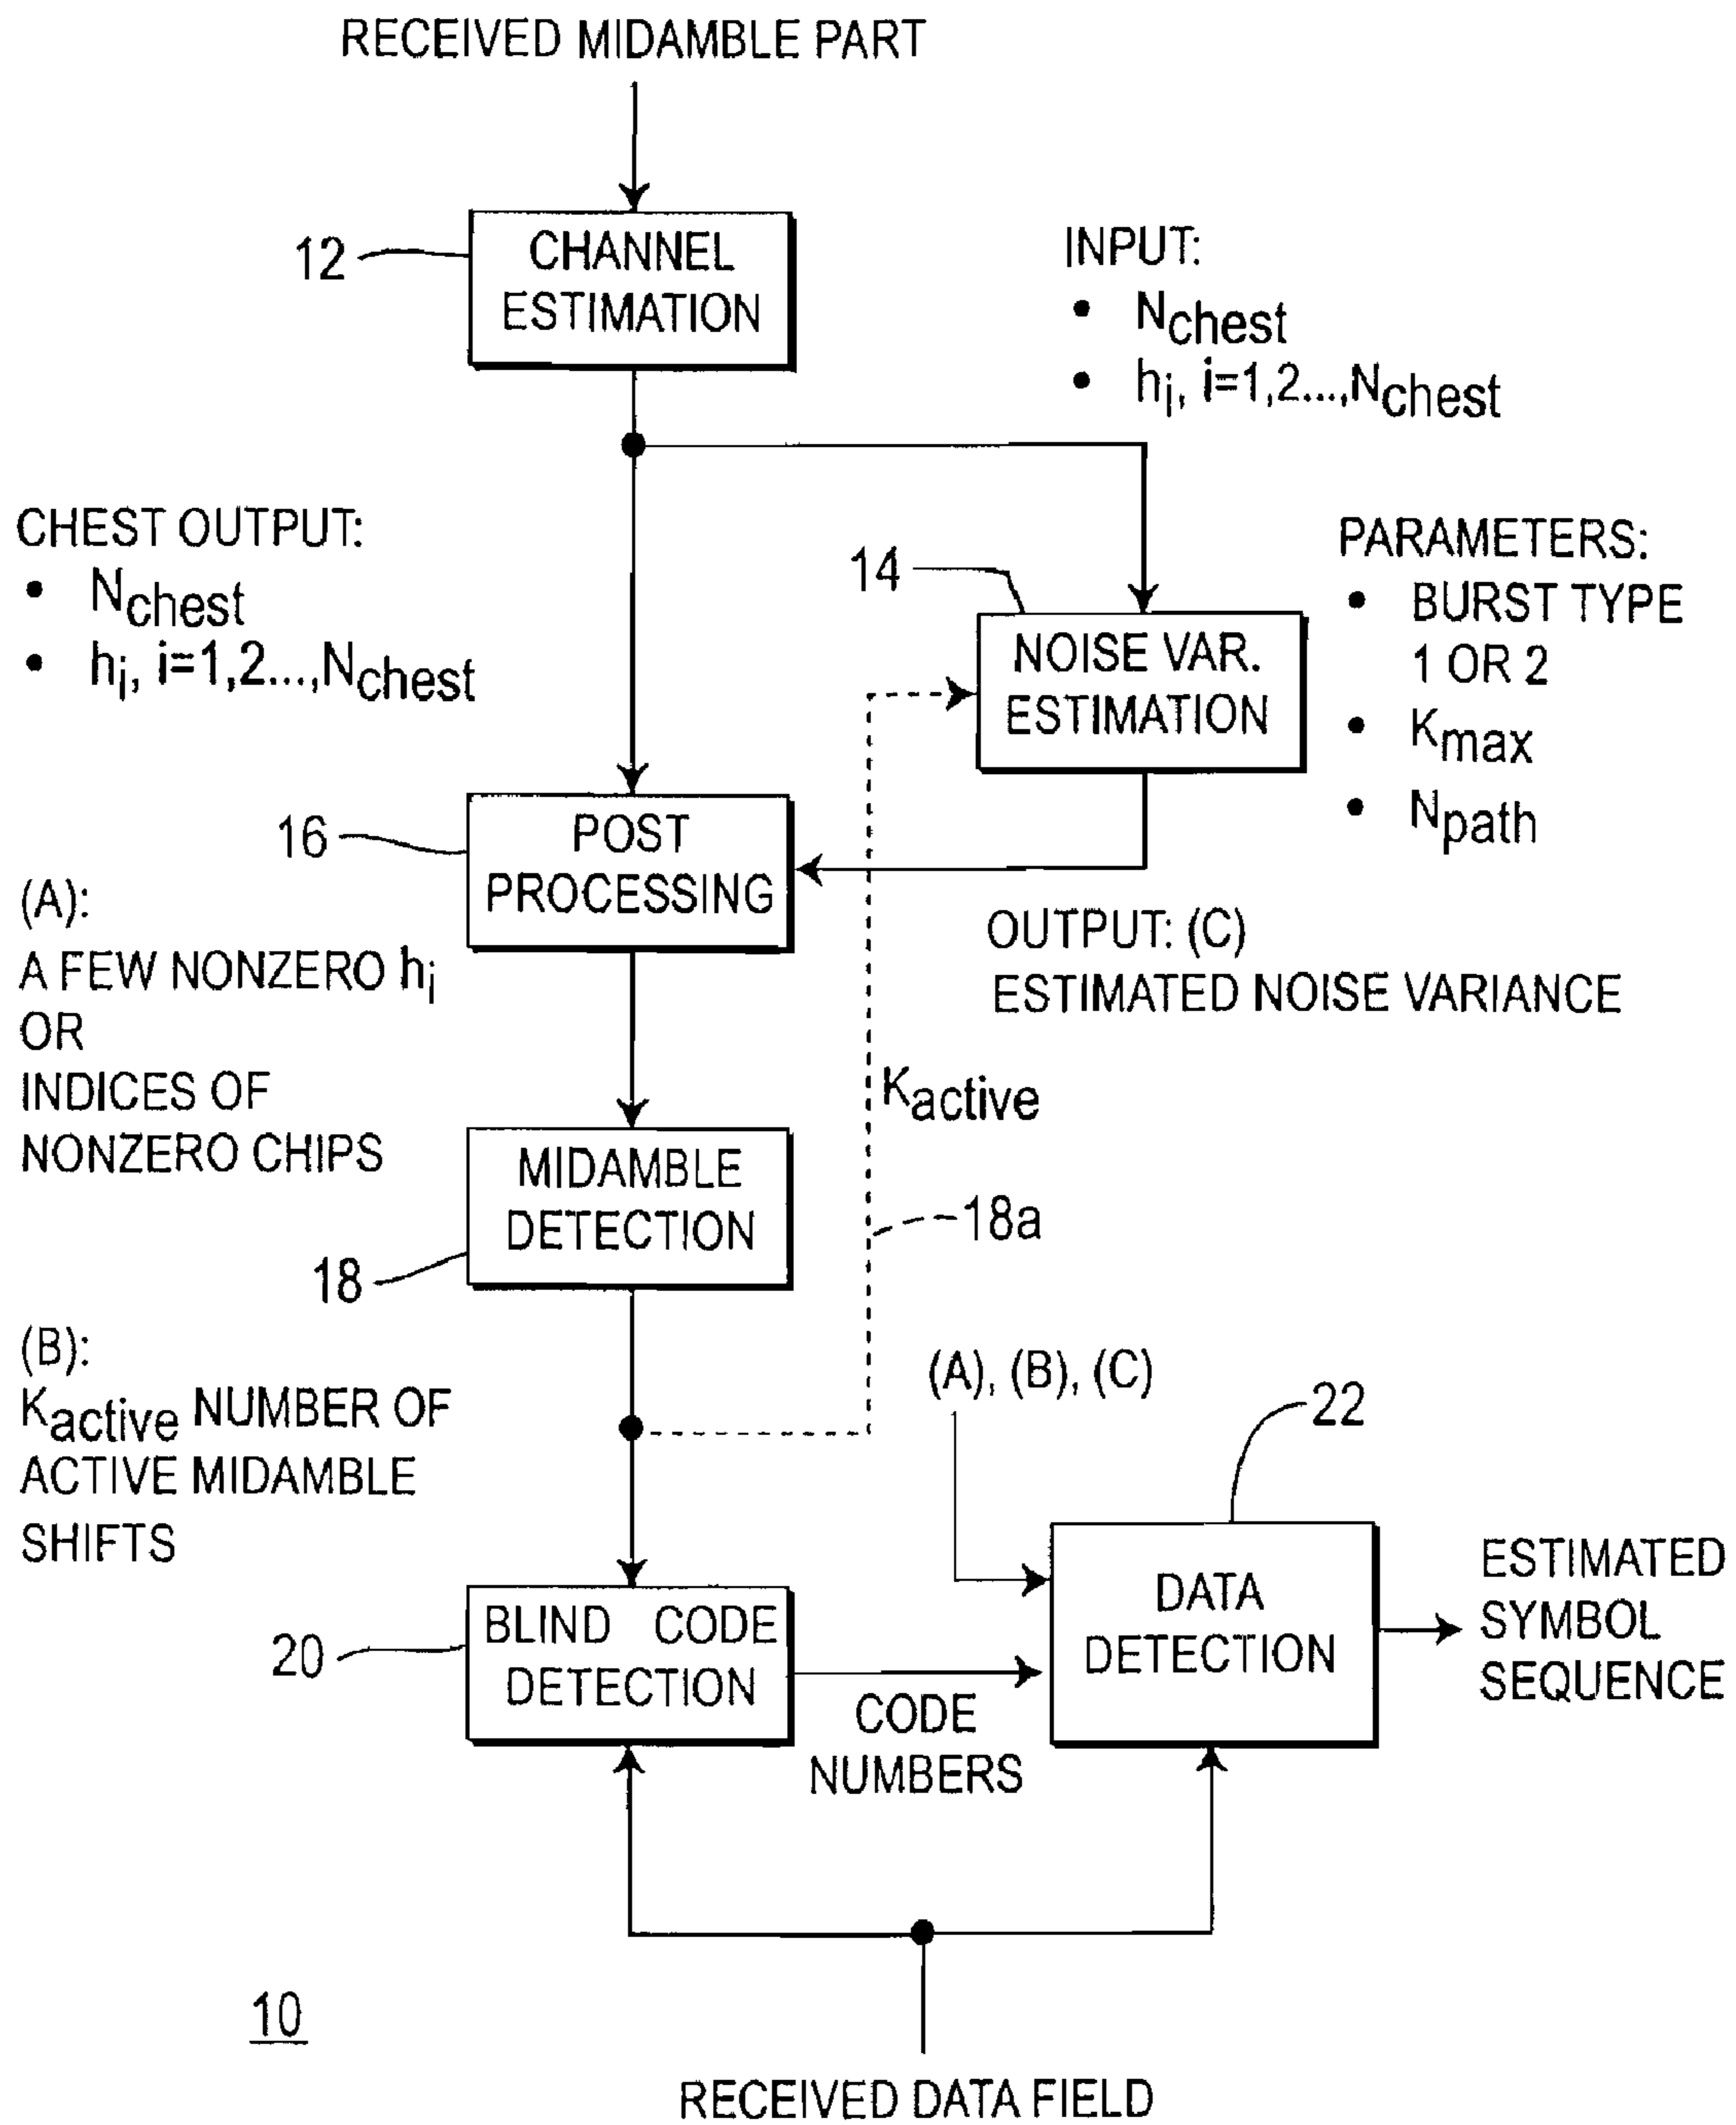 RECEIVED MIDAMBLE PART
12
CHANNEL
ESTIMATION
INPUT:
• Nchest
• hi, i=1,2...,Nchest
CHEST OUTPUT:
• Nchest
• hi, i=1,2...,Nchest
14
NOISE VAR.
ESTIMATION
PARAMETERS:
• BURST TYPE
1 OR 2
• Kmax
• Npath
16
POST
PROCESSING
(A):
A FEW NONZERO hi
OR
INDICES OF
NONZERO CHIPS
OUTPUT: (C)
ESTIMATED NOISE VARIANCE
Kactive
18a
MIDAMBLE
DETECTION
18
(B):
Kactive NUMBER OF
ACTIVE MIDAMBLE
SHIFTS
(A), (B), (C)
22
20
BLIND CODE
DETECTION
CODE
NUMBERS
DATA
DETECTION
ESTIMATED
SYMBOL
SEQUENCE
10
RECEIVED DATA FIELD